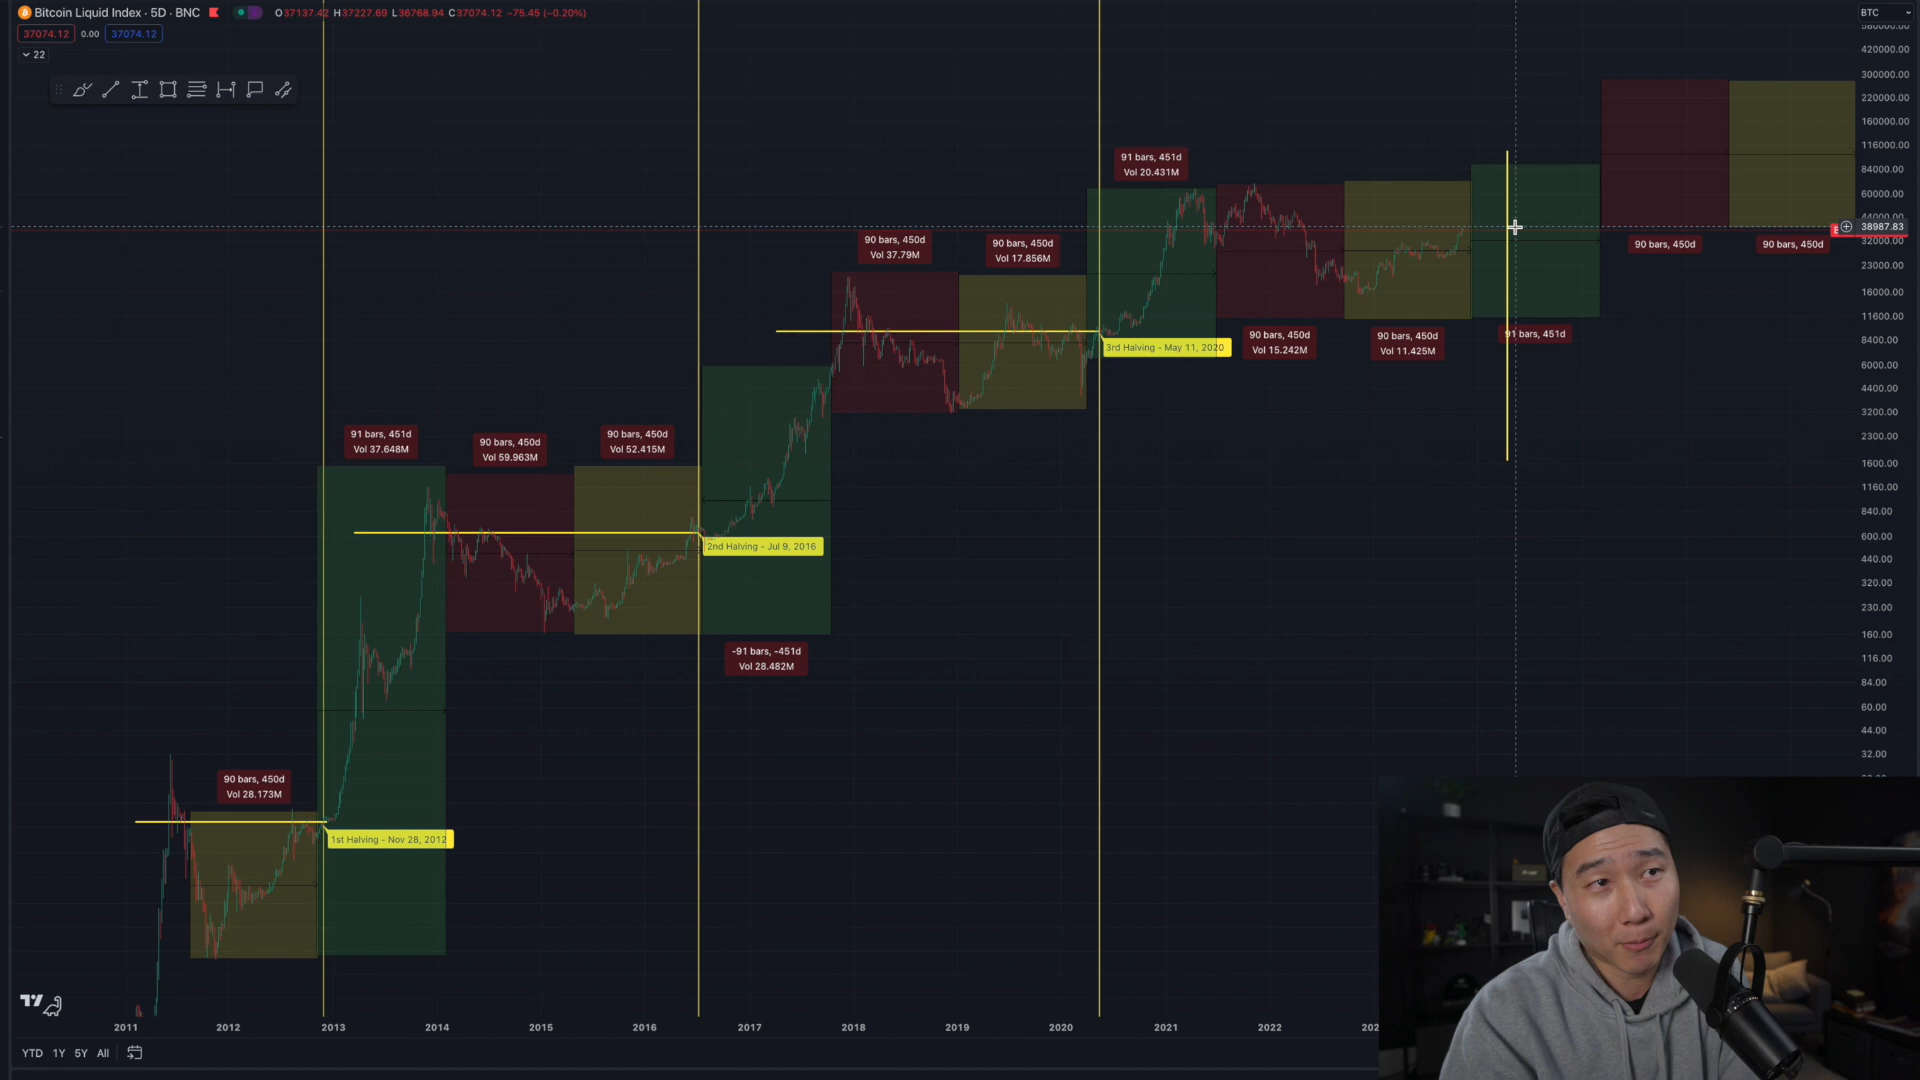 Bitcoin Liquid Index · 5D · BNC O37137.42 H37227.69 L36768.94 C37074.12 −75.45 (−0.20%)
BTC
37074.12 0.00 37074.12
22
420000.00
300000.00
220000.00
160000.00
116000.00
84000.00
60000.00
44000.00
38987.83
32000.00
23000.00
16000.00
11600.00
8400.00
6000.00
4400.00
3200.00
2300.00
1600.00
1160.00
840.00
600.00
440.00
320.00
230.00
160.00
116.00
84.00
60.00
44.00
32.00
91 bars, 451d
Vol 20.431M
90 bars, 450d
Vol 37.79M
90 bars, 450d
Vol 17.856M
90 bars, 450d
90 bars, 450d
3rd Halving - May 11, 2020
90 bars, 450d
Vol 15.242M
90 bars, 450d
Vol 11.425M
91 bars, 451d
91 bars, 451d
Vol 37.648M
90 bars, 450d
Vol 59.963M
90 bars, 450d
Vol 52.415M
2nd Halving - Jul 9, 2016
-91 bars, -451d
Vol 28.482M
90 bars, 450d
Vol 28.173M
1st Halving - Nov 28, 2012
2011 2012 2013 2014 2015 2016 2017 2018 2019 2020 2021 2022
YTD 1Y 5Y All